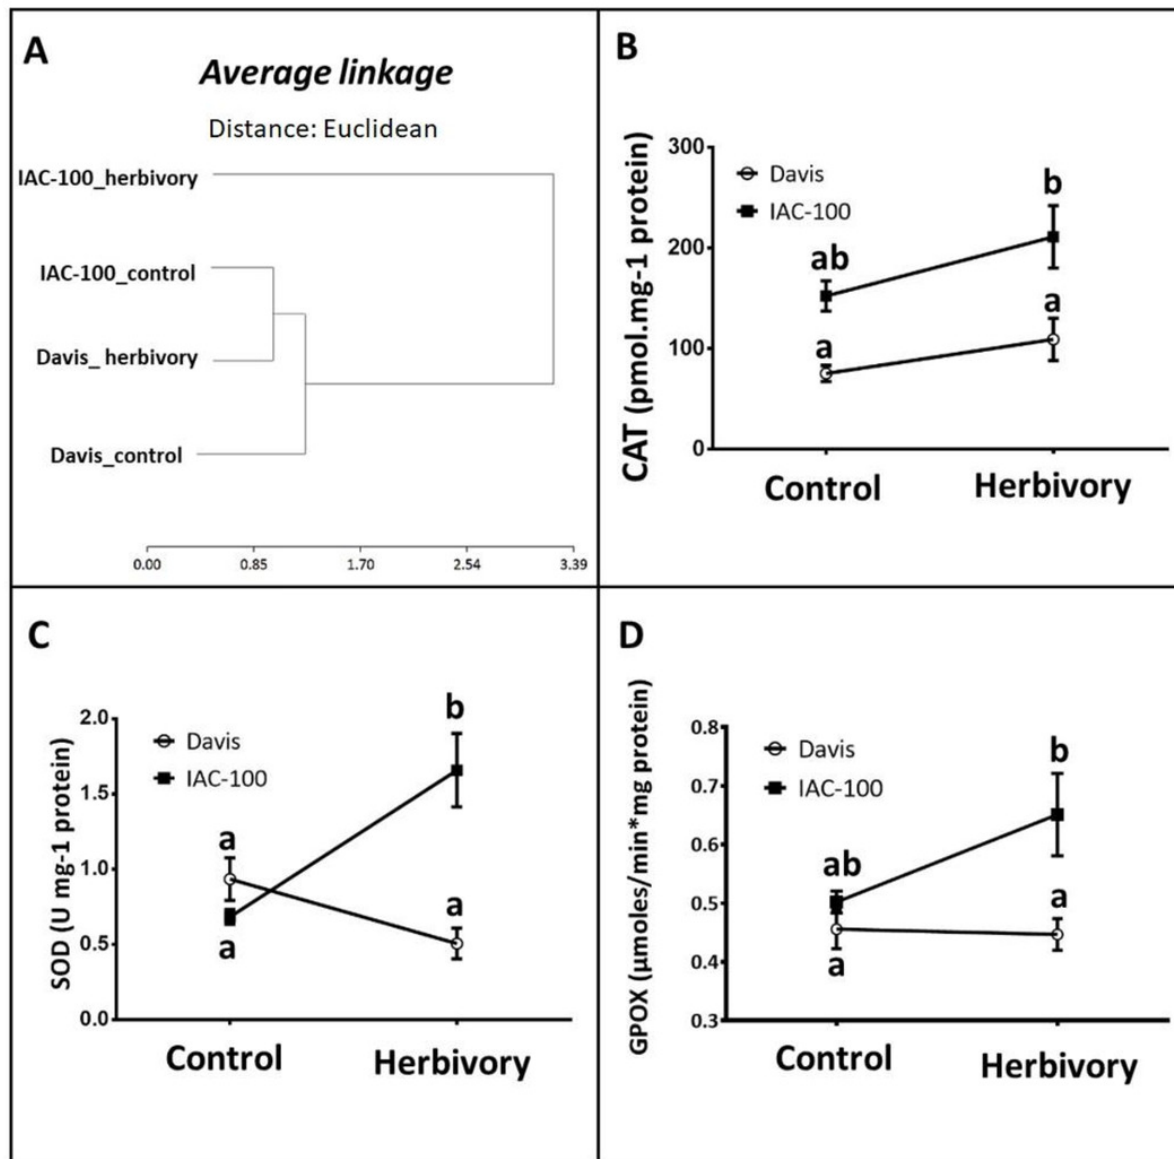 A
Average linkage
Distance: Euclidean
IAC-100_herbivory
IAC-100_control
Davis_ herbivory
Davis_control
0.00 0.85 1.70 2.54 3.39
B
CAT (pmol.mg-1 protein)
300
200
100
0
Davis
IAC-100
b
ab
a
a
Control Herbivory
C
SOD (U mg-1 protein)
2.0
1.5
1.0
0.5
0.0
Davis
IAC-100
b
a
a
a
Control Herbivory
D
GPOX (µmoles/min*mg protein)
0.8
0.7
0.6
0.5
0.4
0.3
Davis
IAC-100
b
ab
a
a
Control Herbivory